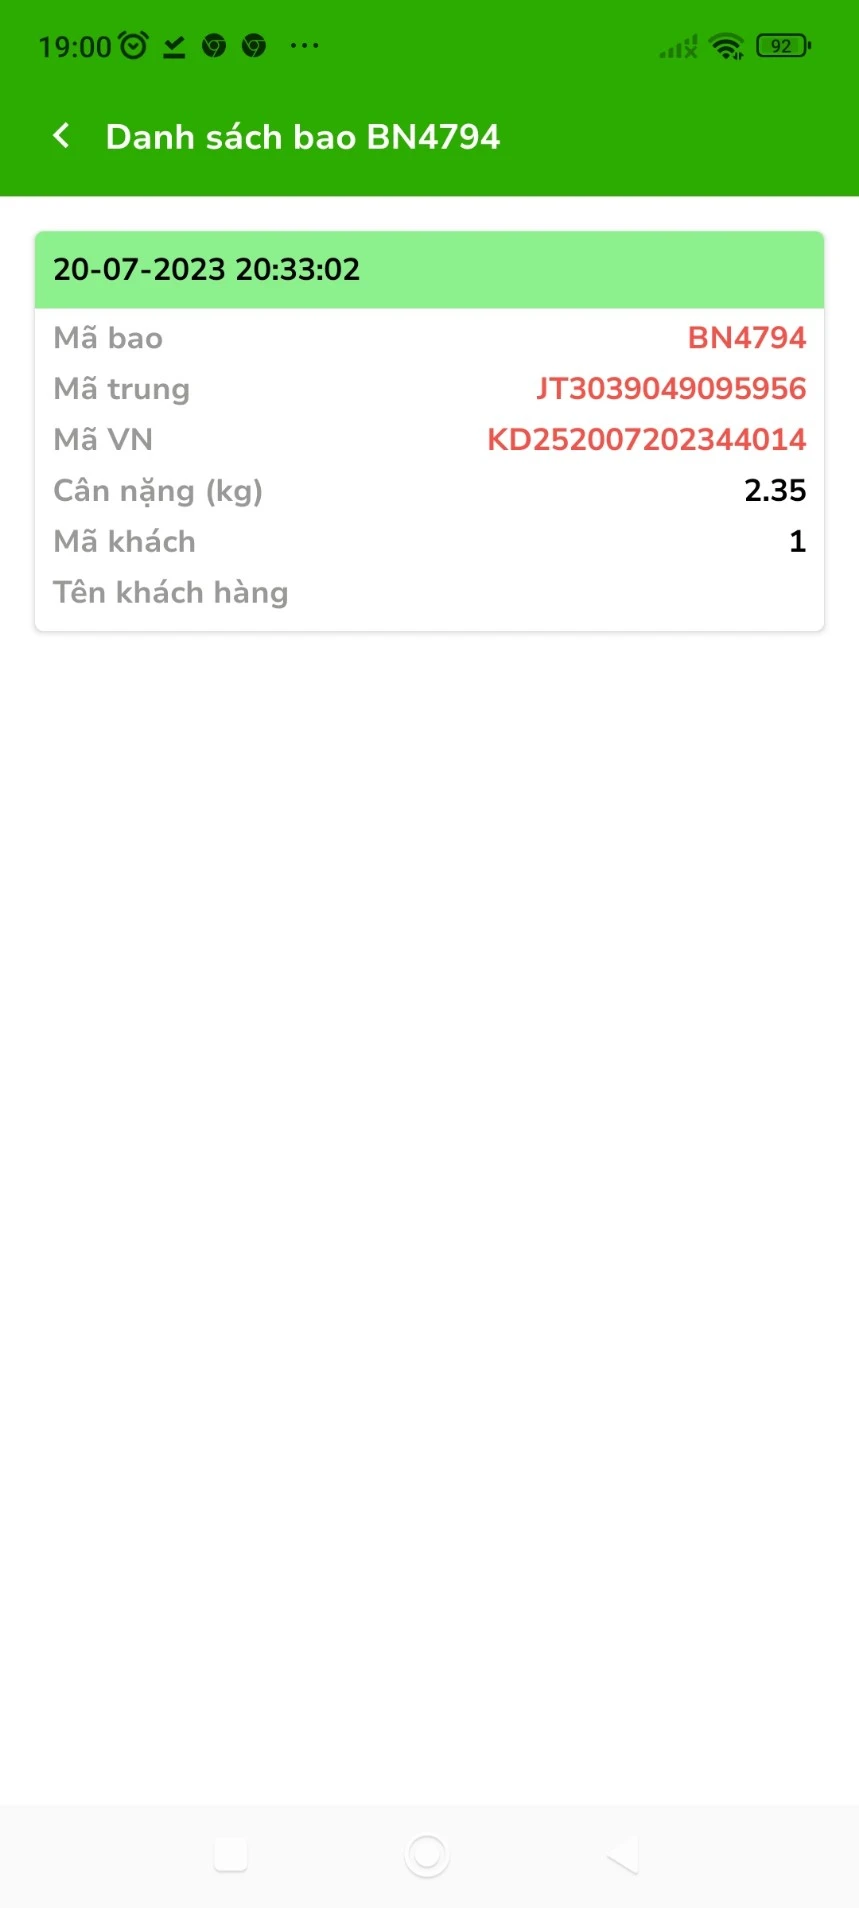 19:00
92
Danh sách bao BN4794
20-07-2023 20:33:02
Mã bao BN4794
Mã trung JT3039049095956
Mã VN KD252007202344014
Cân nặng (kg) 2.35
Mã khách 1
Tên khách hàng